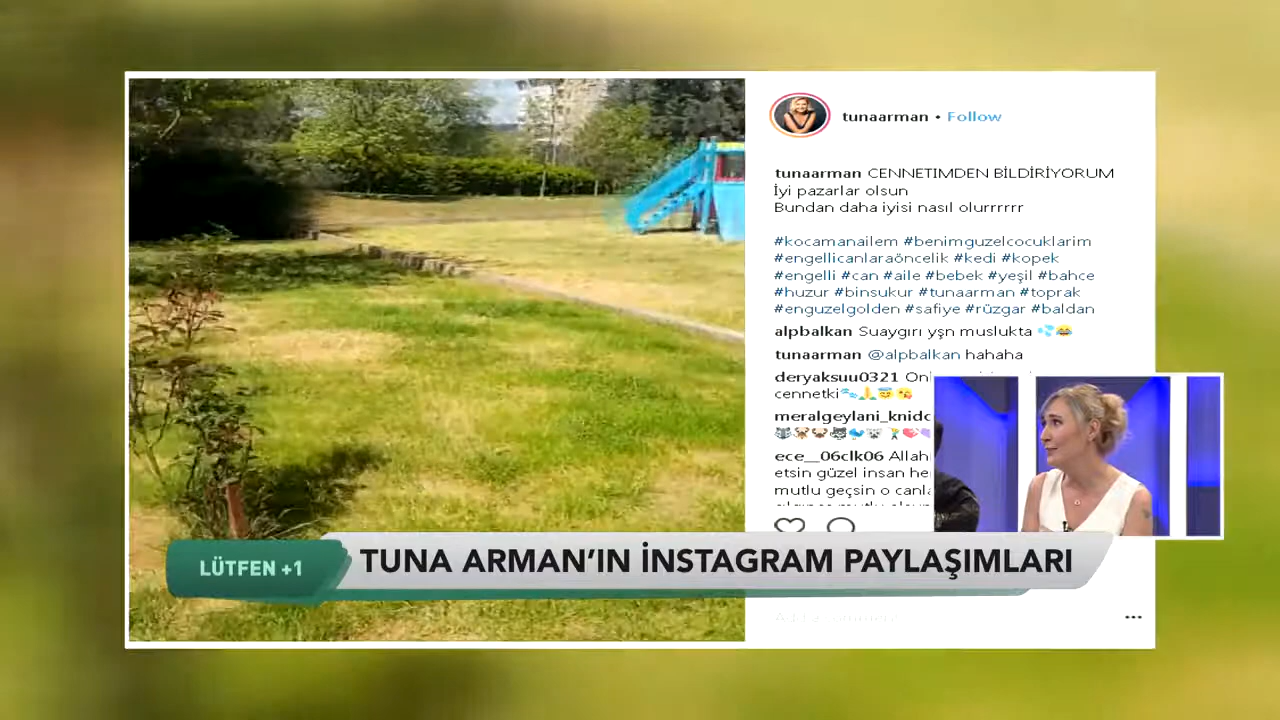 tunaarman • Follow
tunaarman CENNETIMDEN BİLDİRİYORUM
İyi pazarlar olsun
Bundan daha iyisi nasıl olurrrrrr
#kocamanailem #benimguzelcocuklarim
#engellicanlaraöncelik #kedi #kopek
#engelli #can #aile #bebek #yeşil #bahce
#huzur #binsukur #tunaarman #toprak
#enguzelgolden #safiye #rüzgar #baldan
alpbalkan Suaygırı yşn muslukta 💦😂
tunaarman @alpbalkan hahaha
deryaksuu0321
cennetki🐾🙏😇😘
ece__06clk06 Allah
etsin güzel insan
mutlu geçsin o
LÜTFEN +1
TUNA ARMAN'IN İNSTAGRAM PAYLAŞIMLARI
Add a comment...